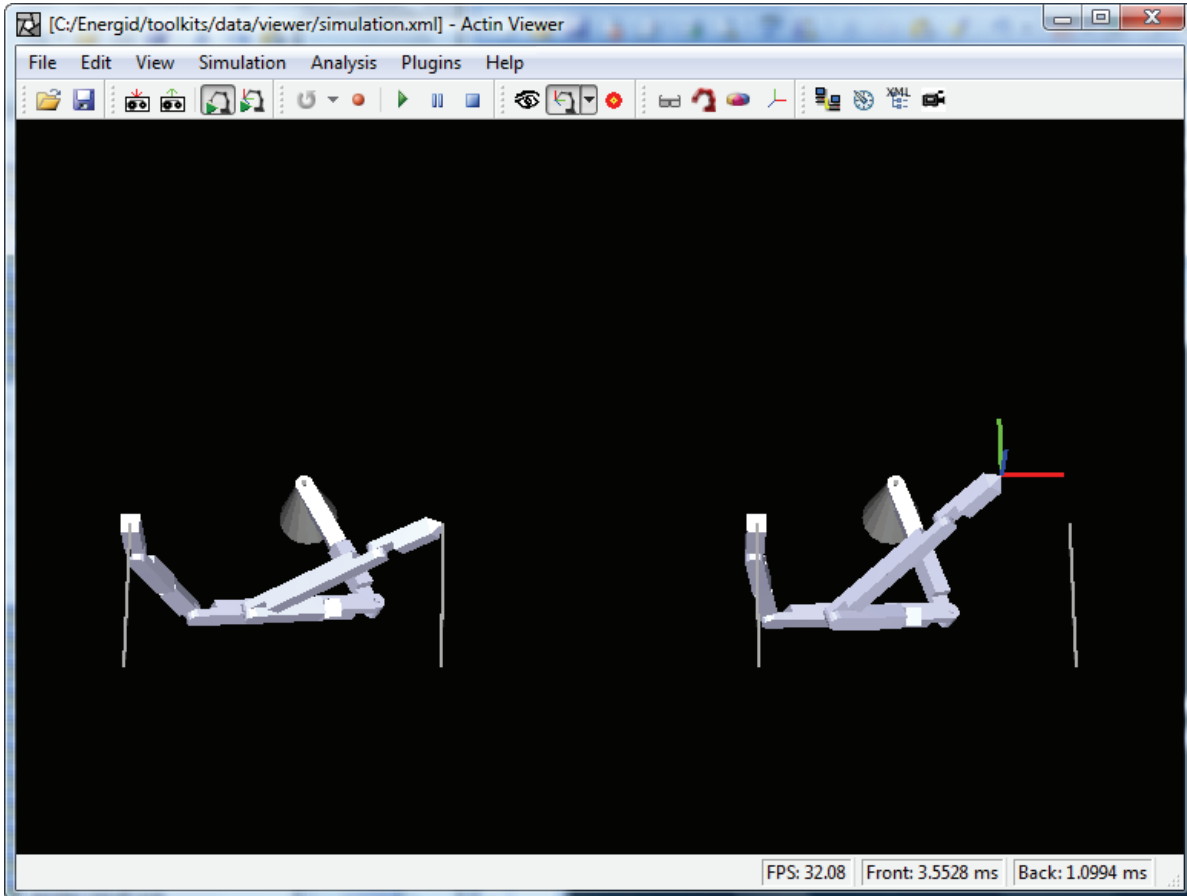 [C:/Energid/toolkits/data/viewer/simulation.xml] - Actin Viewer
File Edit View Simulation Analysis Plugins Help
XML
FPS: 32.08 Front: 3.5528 ms Back: 1.0994 ms